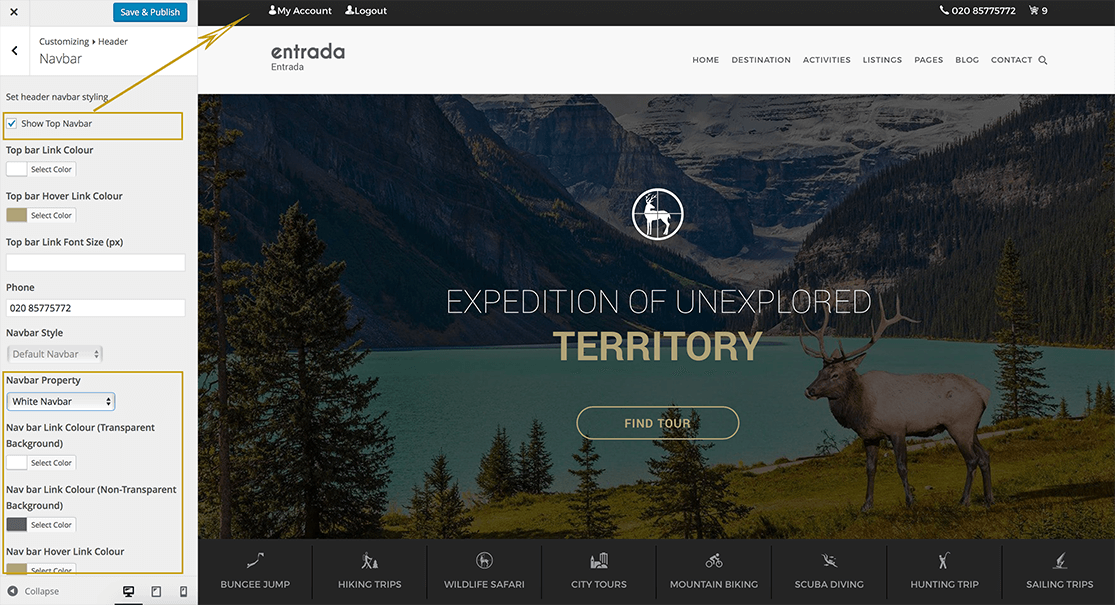 Save & Publish
Customizing ▸ Header
Navbar
Set header navbar styling
Show Top Navbar
Top bar Link Colour
Select Color
Top bar Hover Link Colour
Select Color
Top bar Link Font Size (px)
Phone
020 85775772
Navbar Style
Default Navbar
Navbar Property
White Navbar
Nav bar Link Colour (Transparent
Background)
Select Color
Nav bar Link Colour (Non-Transparent
Background)
Select Color
Nav bar Hover Link Colour
Select Color
Collapse
My Account Logout 020 85775772 9
entrada
Entrada
HOME DESTINATION ACTIVITIES LISTINGS PAGES BLOG CONTACT
EXPEDITION OF UNEXPLORED
TERRITORY
FIND TOUR
BUNGEE JUMP HIKING TRIPS WILDLIFE SAFARI CITY TOURS MOUNTAIN BIKING SCUBA DIVING HUNTING TRIP SAILING TRIPS